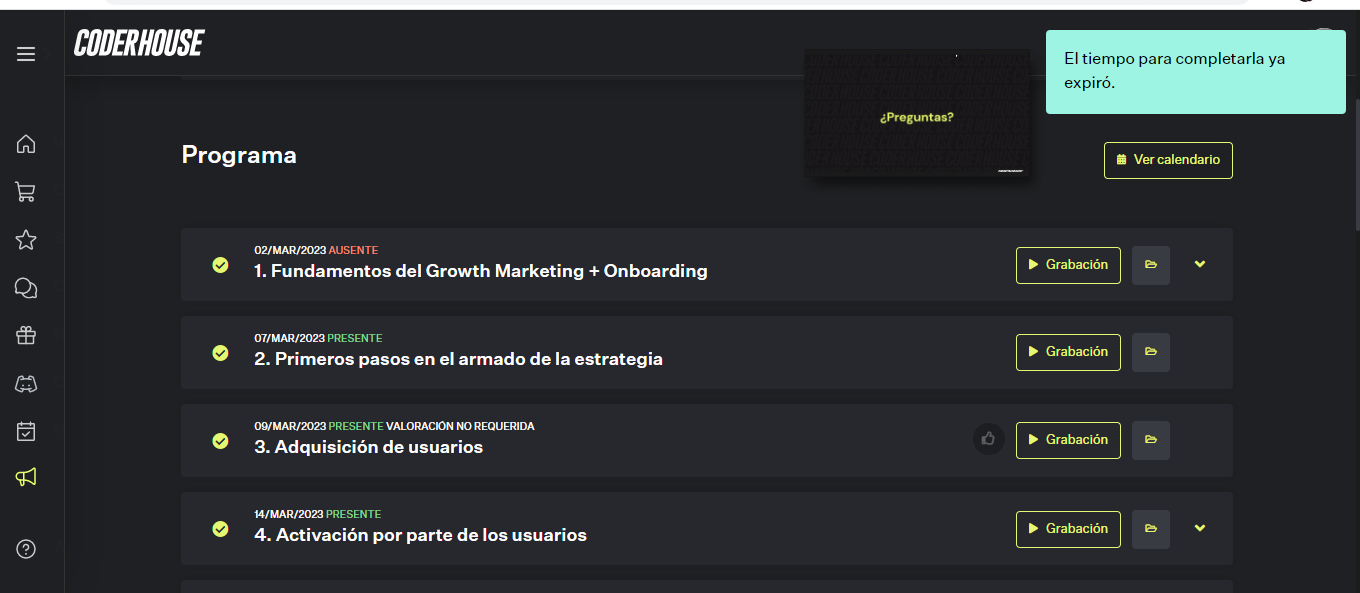 CODERHOUSE
El tiempo para completarla ya
expiró.
¿Preguntas?
Programa
Ver calendario
02/MAR/2023 AUSENTE
1. Fundamentos del Growth Marketing + Onboarding
Grabación
07/MAR/2023 PRESENTE
2. Primeros pasos en el armado de la estrategia
Grabación
09/MAR/2023 PRESENTE VALORACIÓN NO REQUERIDA
3. Adquisición de usuarios
Grabación
14/MAR/2023 PRESENTE
4. Activación por parte de los usuarios
Grabación